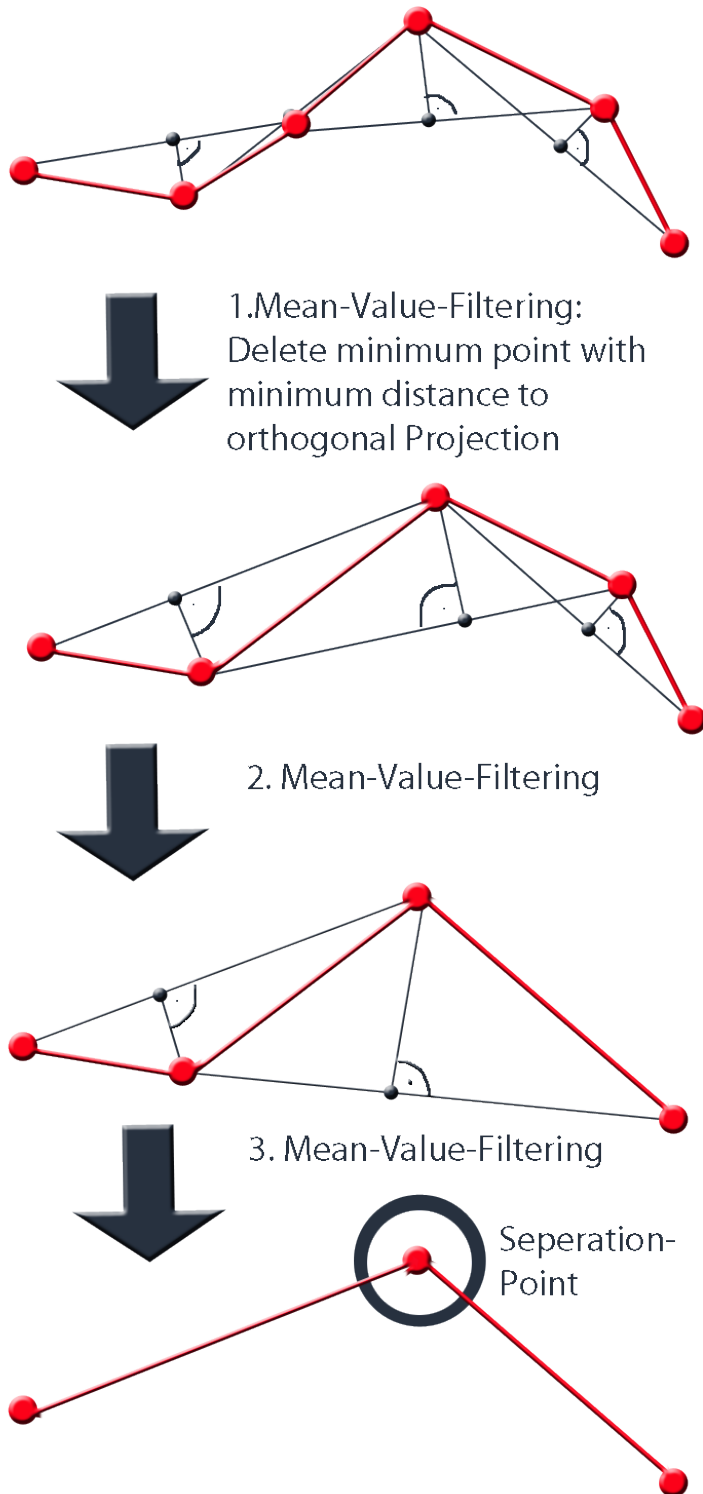 1.Mean-Value-Filtering:
Delete minimum point with
minimum distance to
orthogonal Projection
2. Mean-Value-Filtering
3. Mean-Value-Filtering
Seperation-
Point